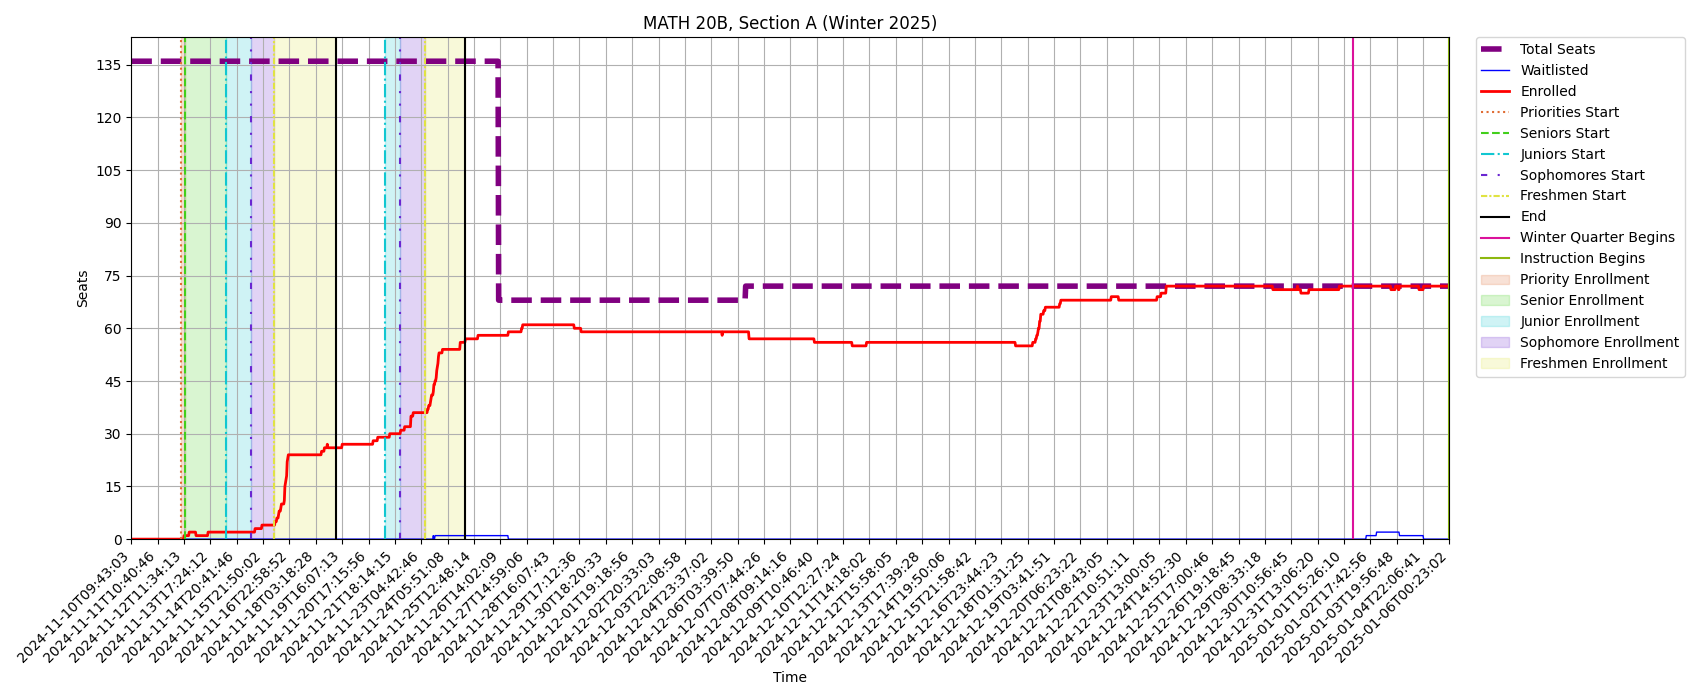 MATH 20B, Section A (Winter 2025)
Seats
135
120
105
90
75
60
45
30
15
0
2024-11-10T09:43:03
2024-11-11T10:40:46
2024-11-12T11:34:13
2024-11-13T17:24:12
2024-11-14T20:41:46
2024-11-15T21:50:02
2024-11-16T22:58:52
2024-11-18T03:18:28
2024-11-19T16:07:13
2024-11-20T17:15:56
2024-11-21T18:14:15
2024-11-23T04:42:46
2024-11-24T05:51:08
2024-11-25T12:48:14
2024-11-26T14:02:09
2024-11-27T14:59:06
2024-11-28T16:07:43
2024-11-29T17:12:36
2024-11-30T18:20:33
2024-12-01T19:18:56
2024-12-02T20:33:03
2024-12-03T22:08:58
2024-12-04T23:37:02
2024-12-06T03:39:50
2024-12-07T07:44:26
2024-12-08T09:14:16
2024-12-09T10:46:40
2024-12-10T12:27:24
2024-12-11T14:18:02
2024-12-13T15:58:05
2024-12-14T17:39:28
2024-12-14T19:50:06
2024-12-15T21:58:42
2024-12-16T23:44:23
2024-12-18T01:31:25
2024-12-19T03:41:51
2024-12-20T06:23:22
2024-12-21T08:43:05
2024-12-22T10:51:11
2024-12-23T13:00:05
2024-12-24T14:52:30
2024-12-25T17:00:46
2024-12-26T19:18:45
2024-12-29T08:33:18
2024-12-30T10:56:45
2024-12-31T13:06:20
2025-01-01T15:26:10
2025-01-02T17:42:56
2025-01-03T19:56:48
2025-01-04T22:06:41
2025-01-06T00:23:02
Time
Total Seats
Waitlisted
Enrolled
Priorities Start
Seniors Start
Juniors Start
Sophomores Start
Freshmen Start
End
Winter Quarter Begins
Instruction Begins
Priority Enrollment
Senior Enrollment
Junior Enrollment
Sophomore Enrollment
Freshmen Enrollment